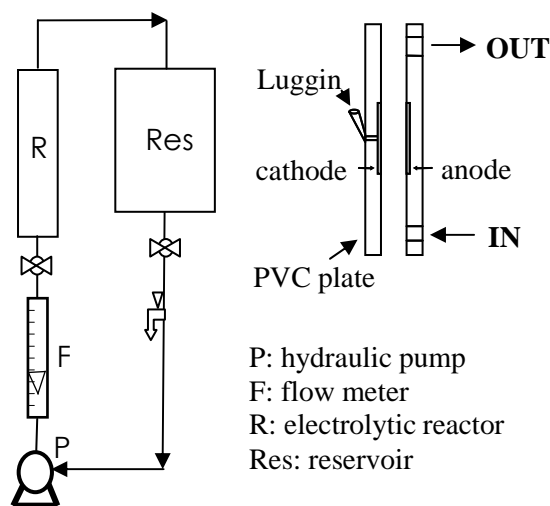 R
Res
F
P
Luggin
cathode
anode
OUT
IN
PVC plate
P: hydraulic pump
F: flow meter
R: electrolytic reactor
Res: reservoir